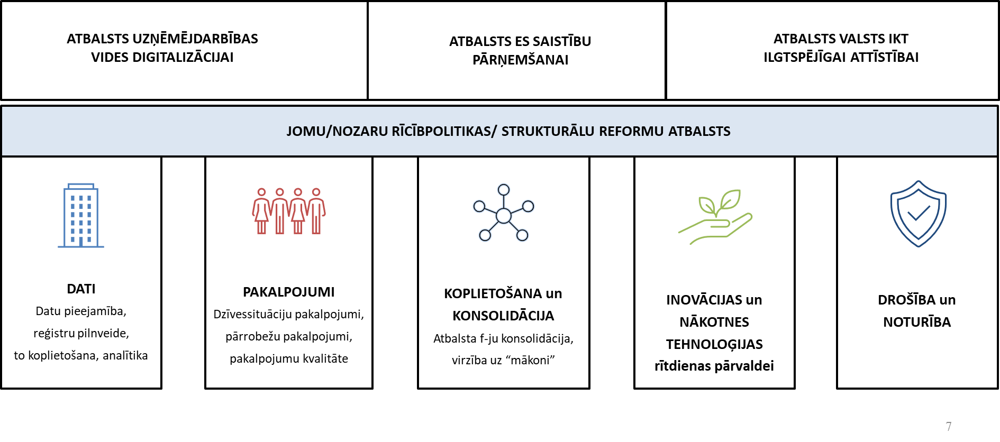 ATBALSTS UZŅĒMĒJDARBĪBAS
VIDES DIGITALIZĀCIJAI
ATBALSTS ES SAISTĪBU
PĀRŅEMŠANAI
ATBALSTS VALSTS IKT
ILGTSPĒJĪGAI ATTĪSTĪBAI
JOMU/NOZARU RĪCĪBPOLITIKAS/ STRUKTURĀLU REFORMU ATBALSTS
DATI
Datu pieejamība,
reģistru pilnveide,
to koplietošana, analītika
PAKALPOJUMI
Dzīvessituāciju pakalpojumi,
pārrobežu pakalpojumi,
pakalpojumu kvalitāte
KOPLIETOŠANA un
KONSOLIDĀCIJA
Atbalsta f-ju konsolidācija,
virzība uz “mākoni”
INOVĀCIJAS un
NĀKOTNES
TEHNOLOĢIJAS
rītdienas pārvaldei
DROŠĪBA un
NOTURĪBA
7